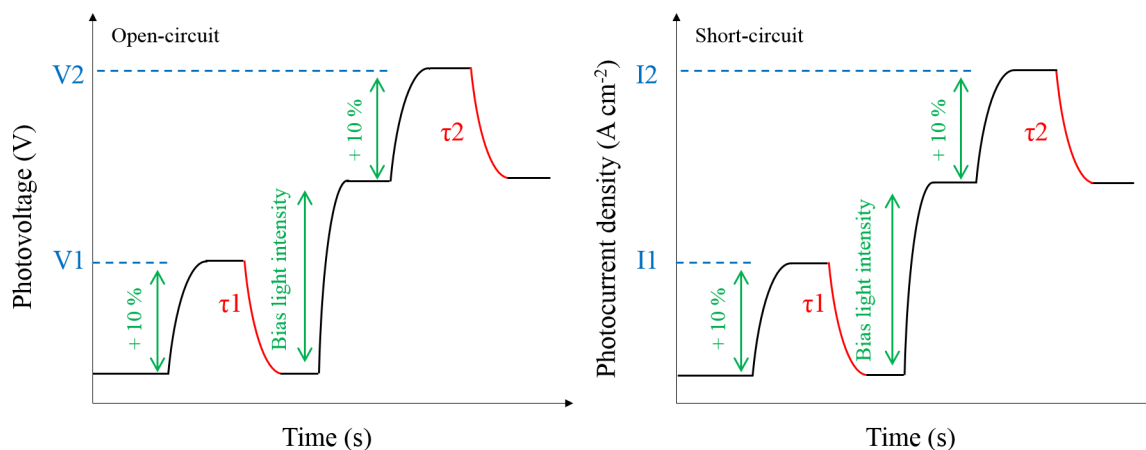 Open-circuit
V2
V1
+ 10 %
τ1
Bias light intensity
+ 10 %
τ2
Photovoltage (V)
Time (s)
Short-circuit
I2
I1
+ 10 %
τ1
Bias light intensity
+ 10 %
τ2
Photocurrent density (A cm⁻²)
Time (s)